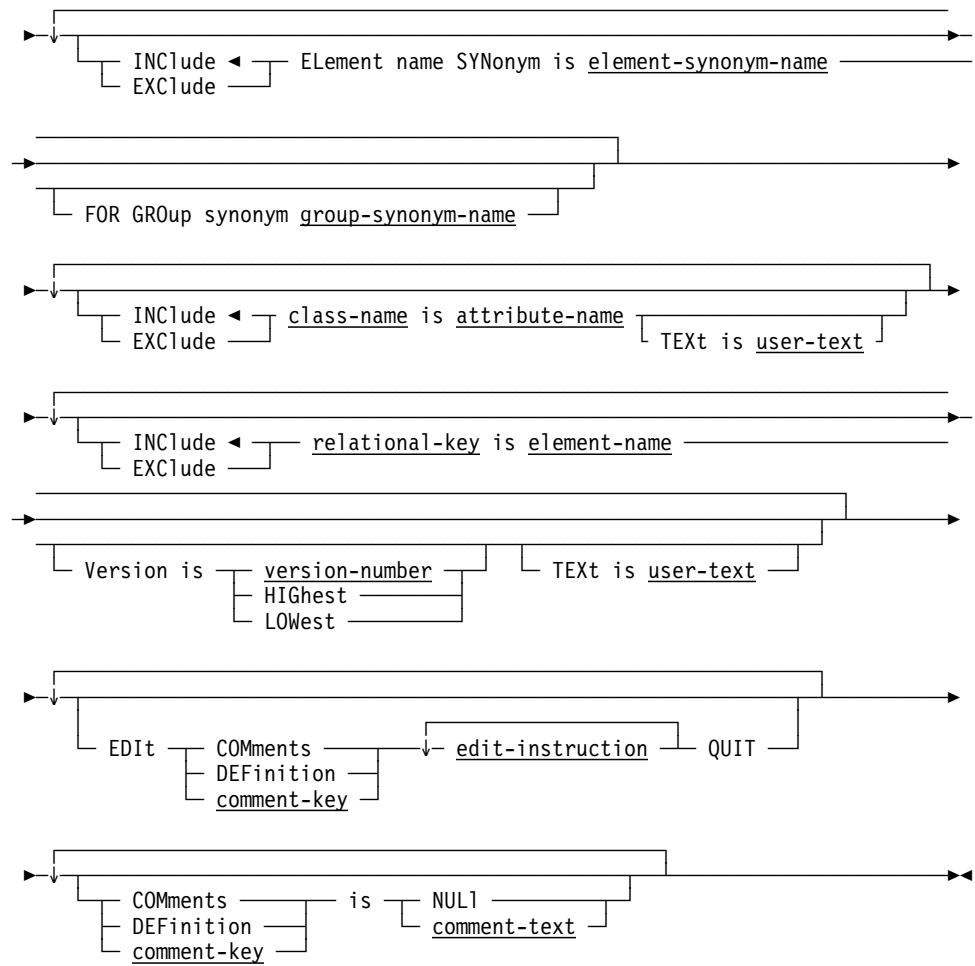 INClude ELement name SYNonym is element-synonym-name
EXClude
FOR GROup synonym group-synonym-name
INClude class-name is attribute-name
EXClude TEXt is user-text
INClude relational-key is element-name
EXClude
Version is version-number TEXt is user-text
HIGhest
LOWest
EDIt COMments edit-instruction QUIT
DEFinition
comment-key
COMments is NULl
DEFinition comment-text
comment-key